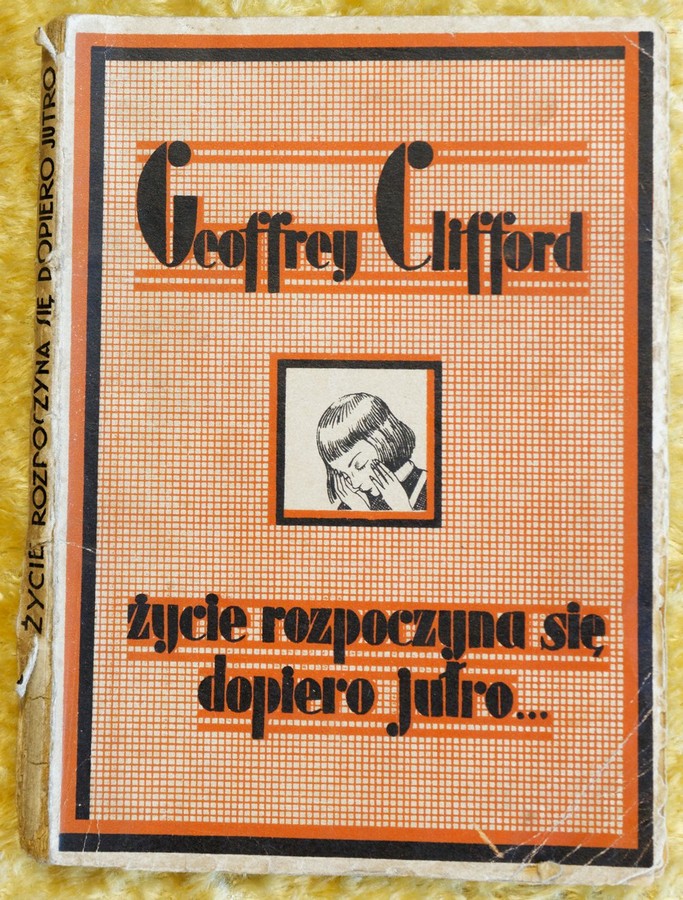 Geoffrey Clifford
życie rozpoczyna się
dopiero jutro...
ŻYCIE ROZPOCZYNA SIĘ DOPIERO JUTRO